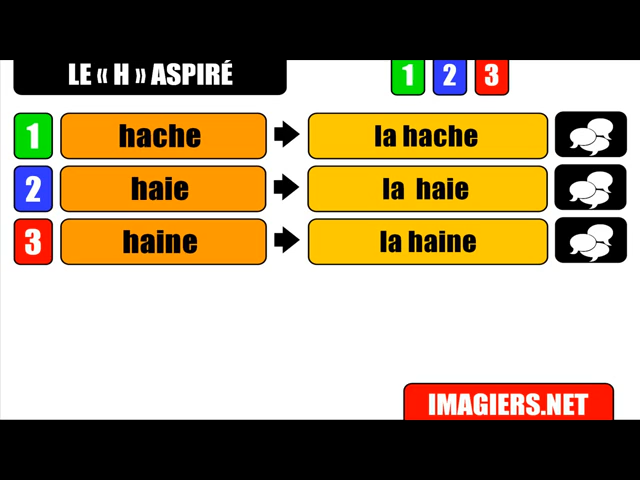 LE « H » ASPIRÉ
1 2 3
1 hache la hache
2 haie la haie
3 haine la haine
IMAGIERS.NET